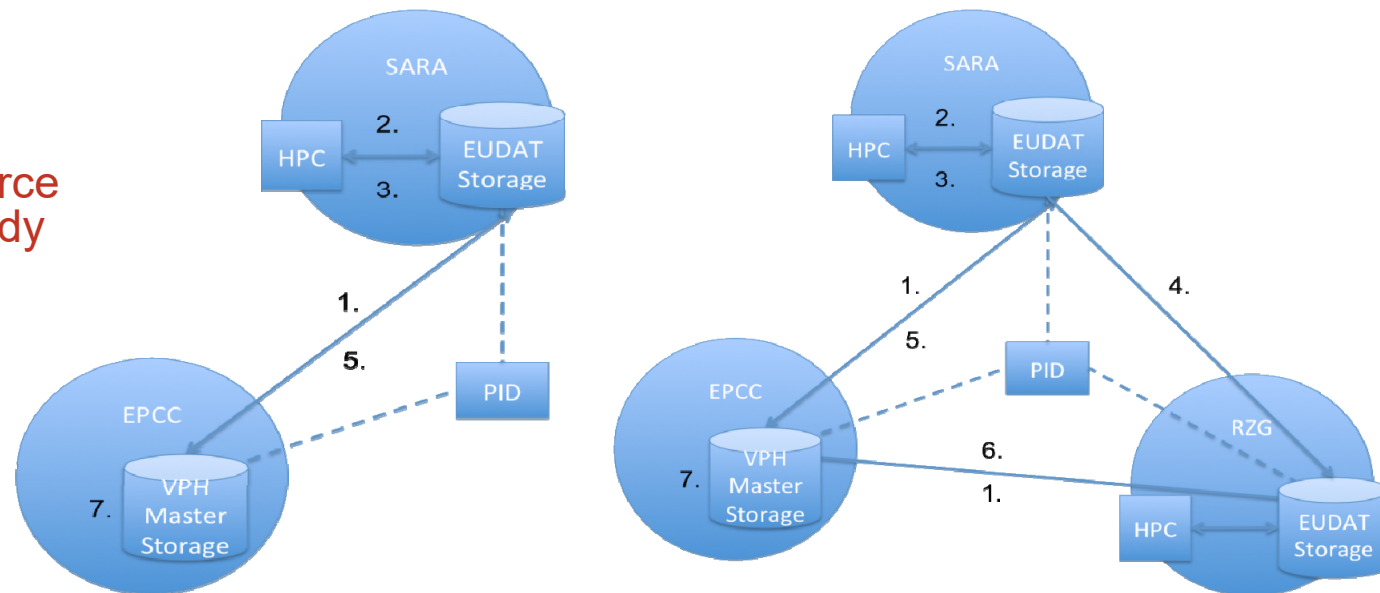 SARA
2.
HPC
EUDAT
Storage
3.
1.
5.
PID
EPCC
7.
VPH
Master
Storage
SARA
2.
HPC
EUDAT
Storage
3.
1.
4.
5.
PID
EPCC
RZG
6.
7.
VPH
Master
Storage
1.
HPC
EUDAT
Storage